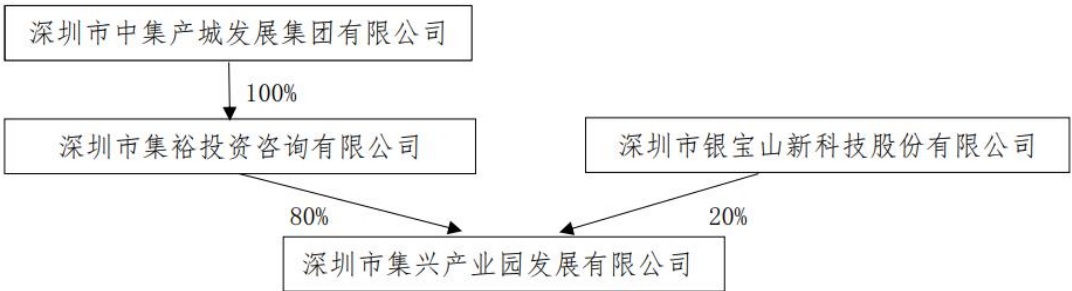 深圳市中集产城发展集团有限公司
100%
深圳市集裕投资咨询有限公司
深圳市银宝山新科技股份有限公司
80%
20%
深圳市集兴产业园发展有限公司